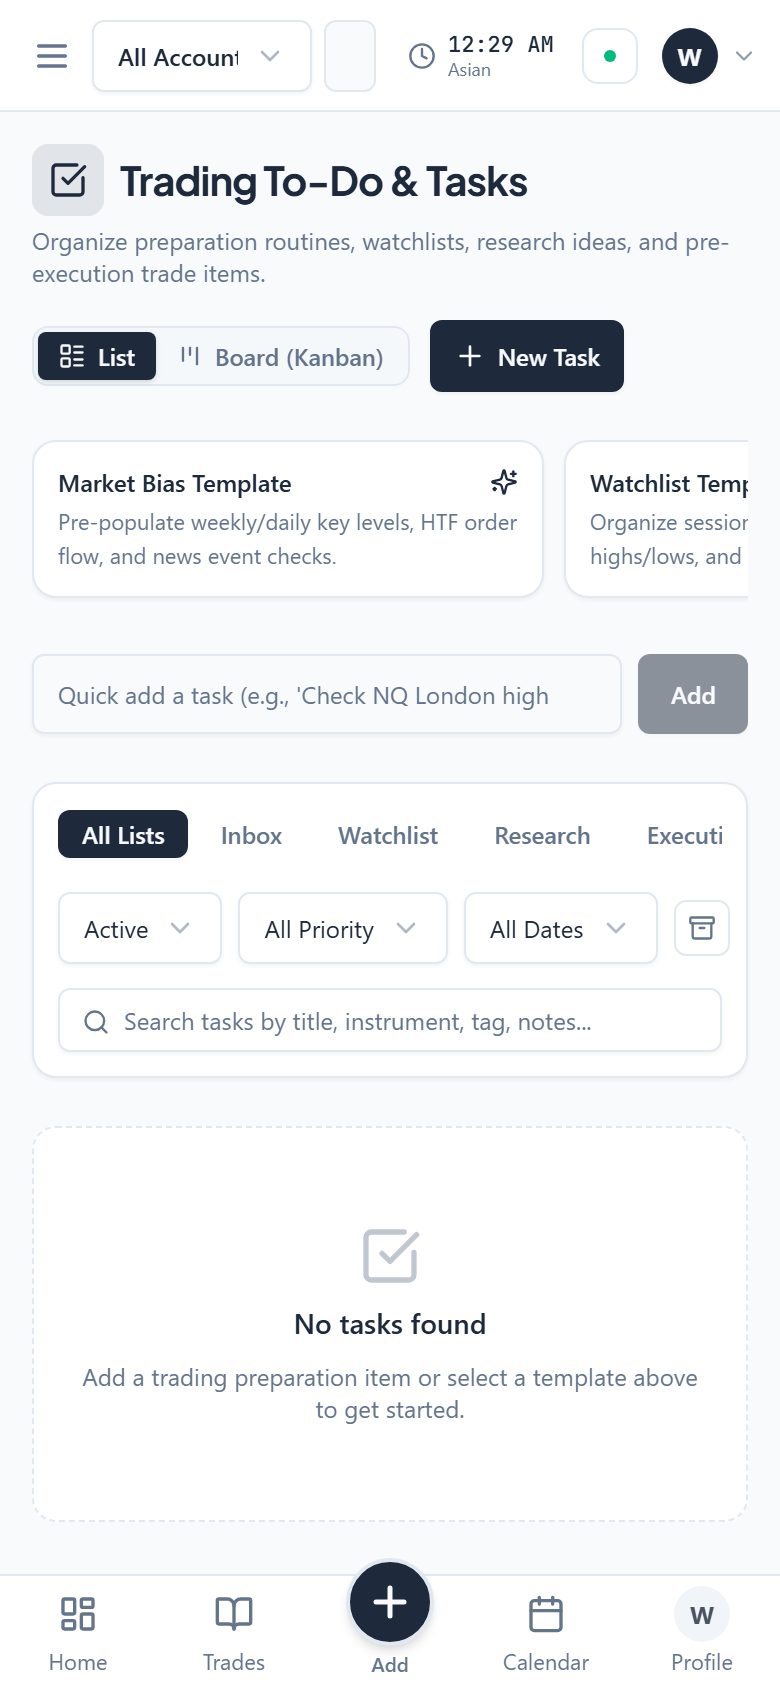 All Account
12:29 AM
Asian
W
Trading To-Do & Tasks
Organize preparation routines, watchlists, research ideas, and pre-
execution trade items.
List
Board (Kanban)
New Task
Market Bias Template
Pre-populate weekly/daily key levels, HTF order
flow, and news event checks.
Watchlist Temp
Organize session
highs/lows, and
Quick add a task (e.g., 'Check NQ London high
Add
All Lists
Inbox
Watchlist
Research
Executi
Active
All Priority
All Dates
Search tasks by title, instrument, tag, notes...
No tasks found
Add a trading preparation item or select a template above
to get started.
Home
Trades
Add
Calendar
W
Profile